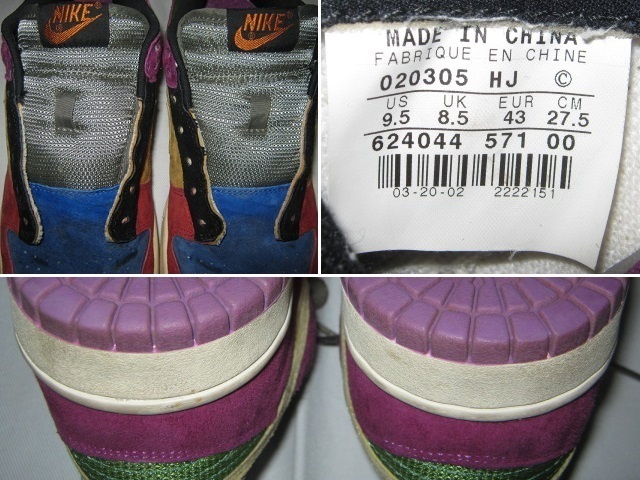 NIKE
NIKE
MADE IN CHINA
FABRIQUE EN CHINE
020305 HJ ©
US UK EUR CM
9.5 8.5 43 27.5
624044 571 00
03-20-02 2222151